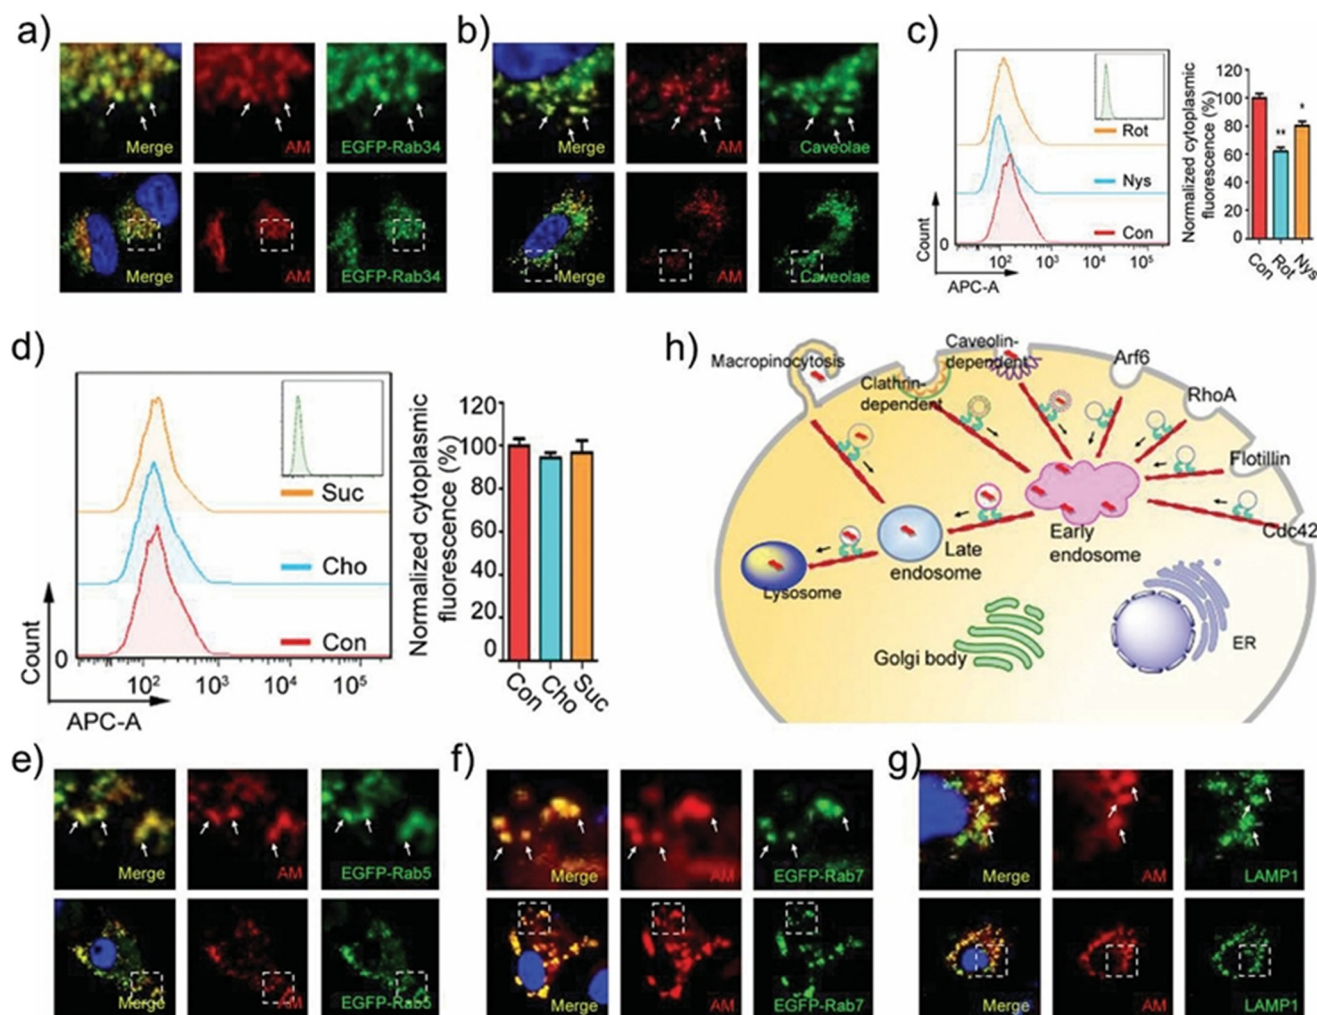 a)
Merge
AM
EGFP-Rab34
Merge
AM
EGFP-Rab34
b)
Merge
AM
Caveolae
Merge
AM
Caveolae
c)
Rot
Nys
Con
Count
0
10² 10³ 10⁴ 10⁵
APC-A
Normalized cytoplasmic
fluorescence (%)
120
100
80
60
40
20
0
**
*
Con
Rot
Nys
d)
Suc
Cho
Con
Count
0
10² 10³ 10⁴ 10⁵
APC-A
Normalized cytoplasmic
fluorescence (%)
120
100
80
60
40
20
0
Con
Cho
Suc
h)
Macropinocytosis
Clathrin-
dependent
Caveolin-
dependent
Arf6
RhoA
Flotillin
Cdc42
Early
endosome
Late
endosome
Lysosome
Golgi body
ER
e)
Merge
AM
EGFP-Rab5
Merge
AM
EGFP-Rab5
f)
Merge
AM
EGFP-Rab7
Merge
AM
EGFP-Rab7
g)
Merge
AM
LAMP1
Merge
AM
LAMP1